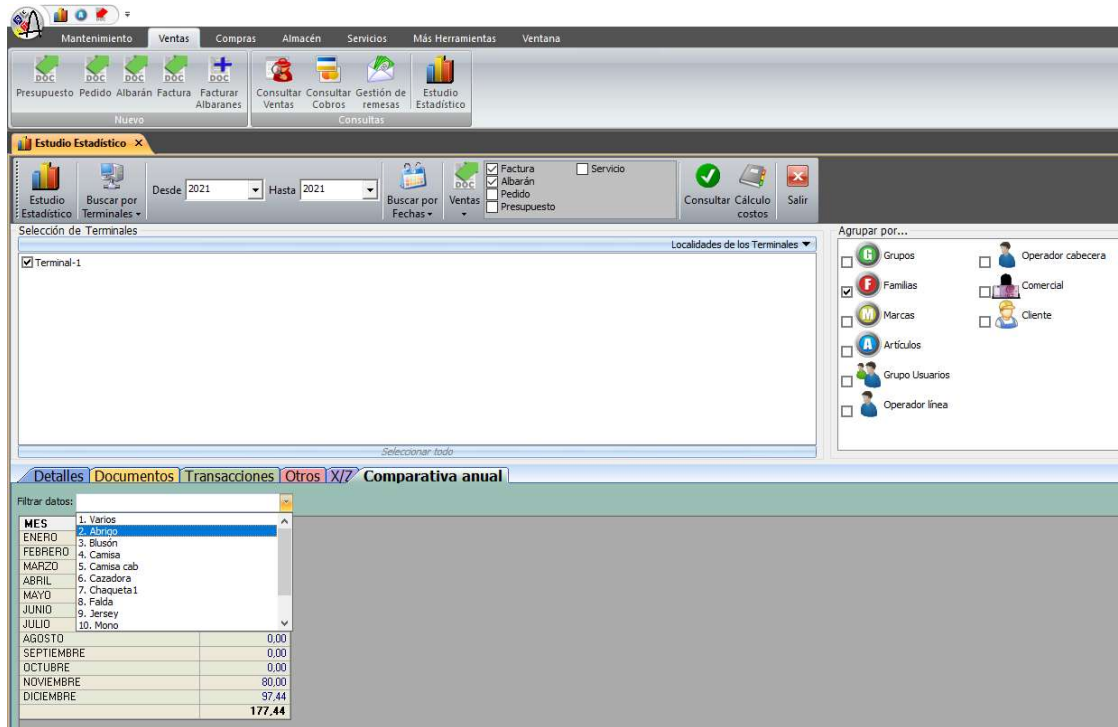 Mantenimiento Ventas Compras Almacén Servicios Más Herramientas Ventana
DOC DOC DOC DOC DOC
Presupuesto Pedido Albarán Factura Facturar Albaranes Consultar Ventas Consultar Cobros Gestión de remesas Estudio Estadístico
Nuevo Consultas
Estudio Estadístico X
Estudio Estadístico Buscar por Terminales Desde 2021 Hasta 2021 Buscar por Fechas DOC Ventas
Factura Servicio
Albarán
Pedido
Presupuesto
Consultar Cálculo costos Salir
Selección de Terminales
Localidades de los Terminales
Terminal-1
Seleccionar todo
Agrupar por...
G Grupos Operador cabecera
F Familias Comercial
M Marcas Cliente
A Artículos
Grupo Usuarios
Operador línea
Detalles Documentos Transacciones Otros X/Z Comparativa anual
Filtrar datos:
1. Varios
2. Abrigo
3. Blusón
4. Camisa
5. Camisa cab
6. Cazadora
7. Chaqueta1
8. Falda
9. Jersey
10. Mono
MES
ENERO
FEBRERO
MARZO
ABRIL
MAYO
JUNIO
JULIO
AGOSTO 0,00
SEPTIEMBRE 0,00
OCTUBRE 0,00
NOVIEMBRE 80,00
DICIEMBRE 97,44
177,44